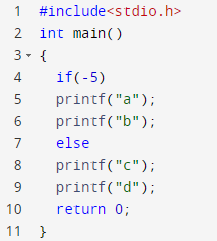 1 #include<stdio.h>
2 int main()
3 {
4 if(-5)
5 printf("a");
6 printf("b");
7 else
8 printf("c");
9 printf("d");
10 return 0;
11 }